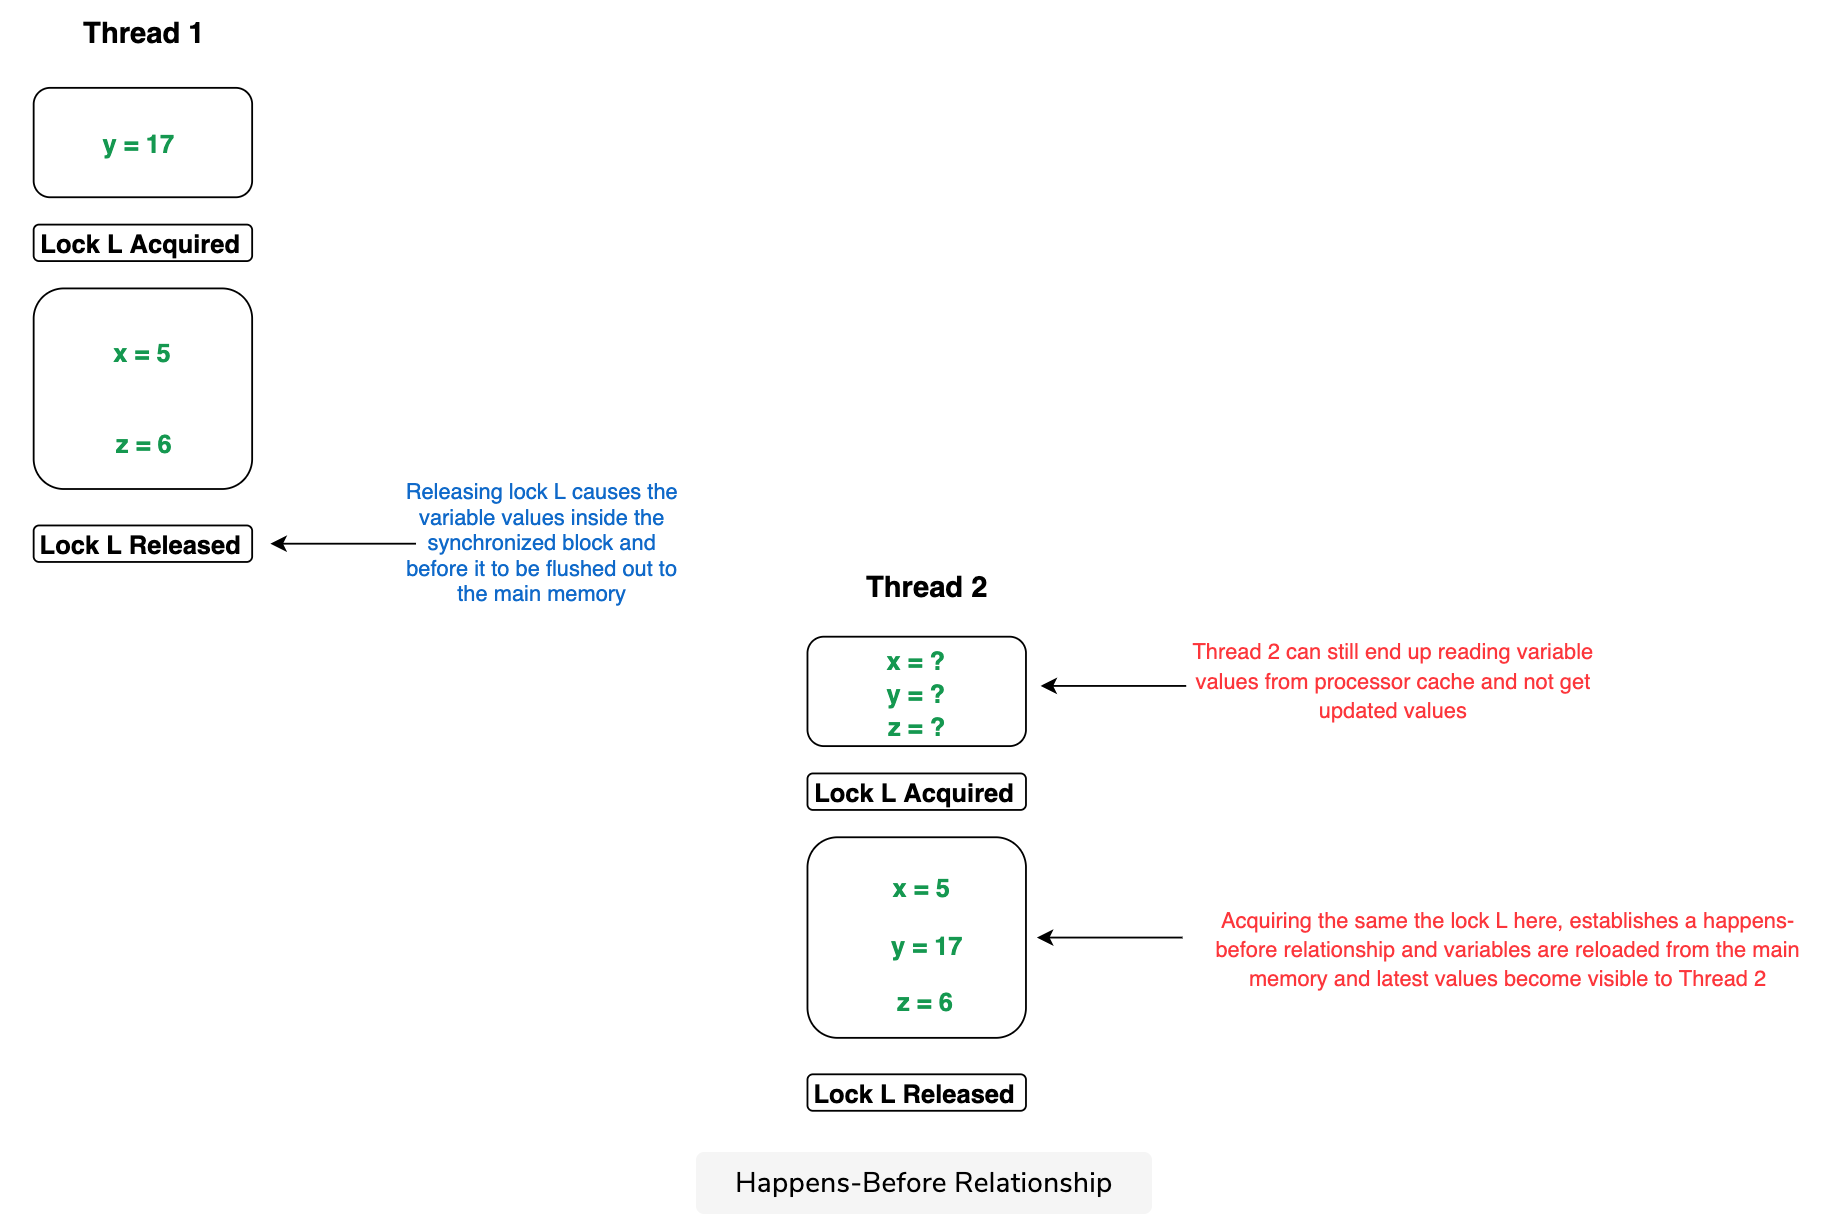 Thread 1
y = 17
Lock L Acquired
x = 5
z = 6
Lock L Released
Releasing lock L causes the
variable values inside the
synchronized block and
before it to be flushed out to
the main memory
Thread 2
x = ?
y = ?
z = ?
Thread 2 can still end up reading variable
values from processor cache and not get
updated values
Lock L Acquired
x = 5
y = 17
z = 6
Acquiring the same the lock L here, establishes a happens-
before relationship and variables are reloaded from the main
memory and latest values become visible to Thread 2
Lock L Released
Happens-Before Relationship